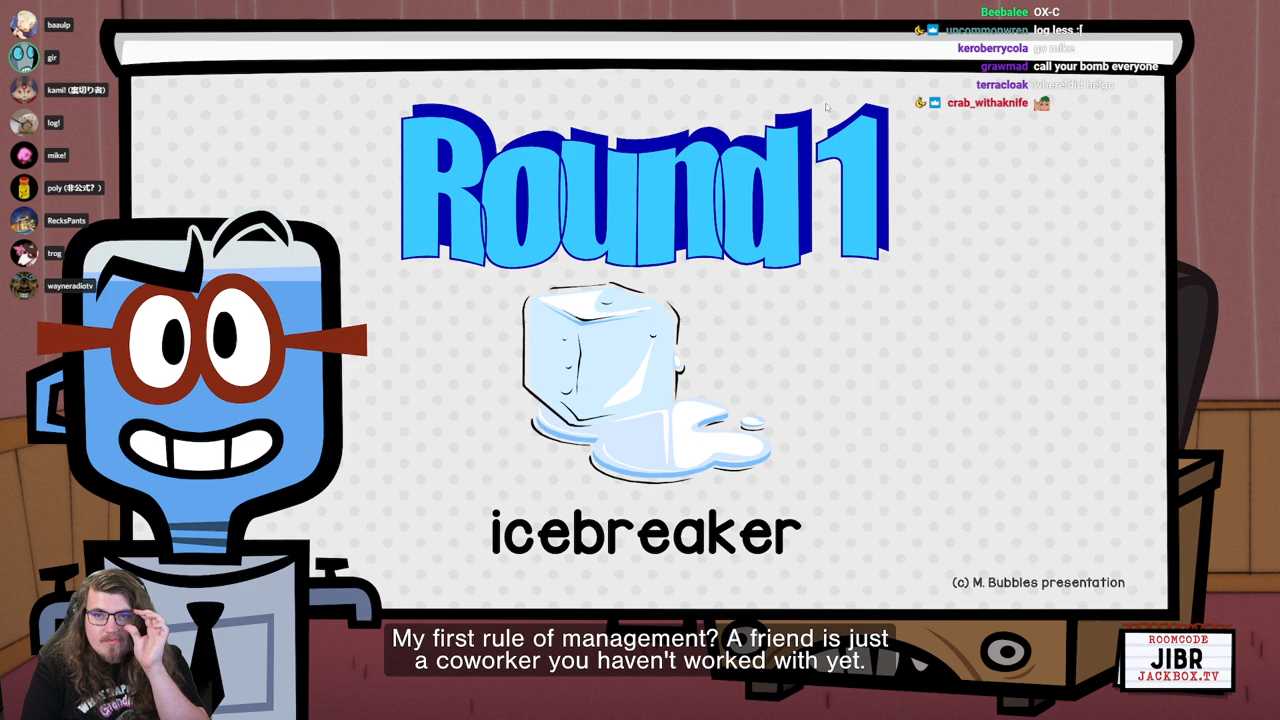 baaulp
gir
kami! (裏切り者)
log!
mike!
poly (非公式? )
RecksPants
trog
wayneradiotv
Beebalee OX-C
uncommonwren log less :[
keroberrycola go mike
grawmad call your bomb everyone
terracloak where did he go
crab_withaknife
Round 1
icebreaker
(c) M. Bubbles presentation
My first rule of management? A friend is just
a coworker you haven't worked with yet.
ROOMCODE
JIBR
JACKBOX.TV